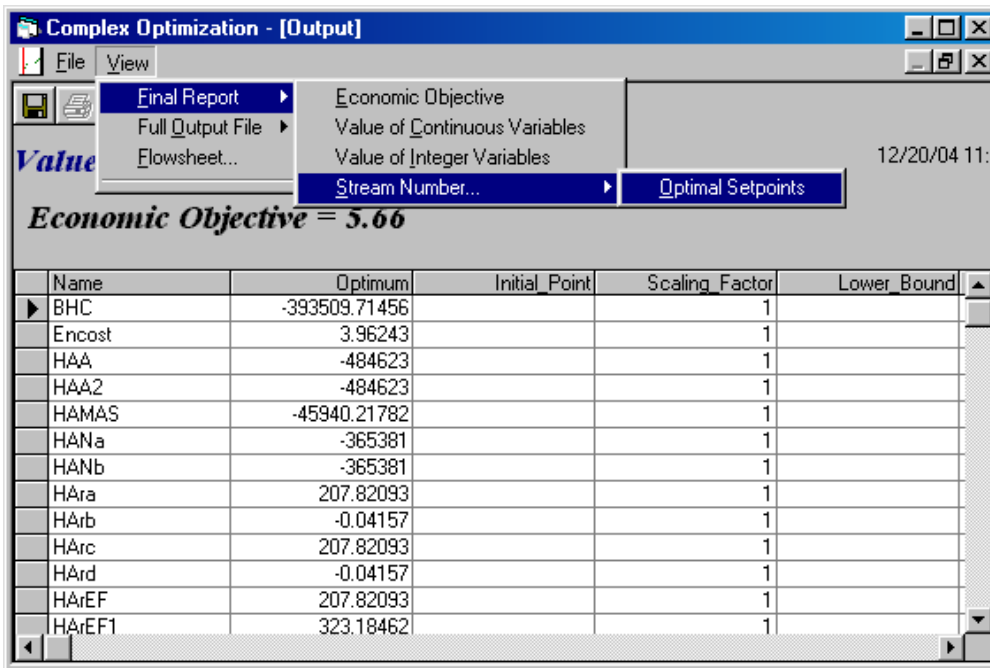 Complex Optimization - [Output]
File View
Final Report Economic Objective
Full Output File Value of Continuous Variables
Flowsheet... Value of Integer Variables
Value 12/20/04 11:
Stream Number... Optimal Setpoints
Economic Objective = 5.66
Name Optimum Initial_Point Scaling_Factor Lower_Bound
BHC -393509.71456 1
Encost 3.96243 1
HAA -484623 1
HAA2 -484623 1
HAMAS -45940.21782 1
HANa -365381 1
HANb -365381 1
HAra 207.82093 1
HArb -0.04157 1
HArc 207.82093 1
HArd -0.04157 1
HArEF 207.82093 1
HArEF1 323.18462 1